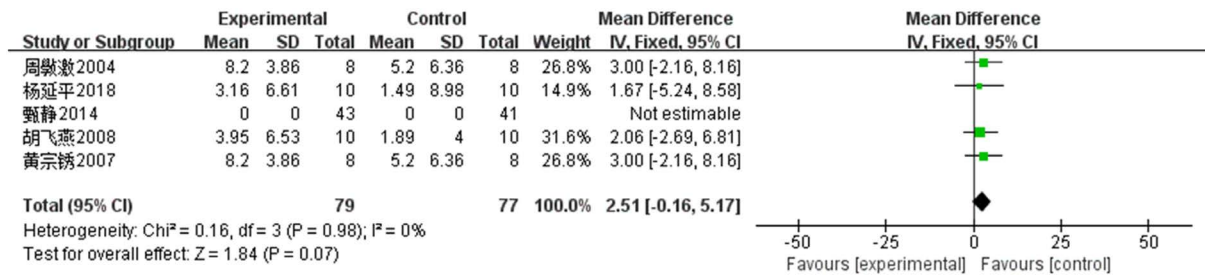 Experimental Control Mean Difference Mean Difference
Study or Subgroup Mean SD Total Mean SD Total Weight IV, Fixed, 95% CI IV, Fixed, 95% CI
2004 8.2 3.86 8 5.2 6.36 8 26.8% 3.00 [-2.16, 8.16]
杨延平2018 3.16 6.61 10 1.49 8.98 10 14.9% 1.67 [-5.24, 8.58]
甄静2014 0 0 43 0 0 41 Not estimable
胡飞燕2008 3.95 6.53 10 1.89 4 10 31.6% 2.06 [-2.69, 6.81]
黄宗锈2007 8.2 3.86 8 5.2 6.36 8 26.8% 3.00 [-2.16, 8.16]
Total (95% CI) 79 77 100.0% 2.51 [-0.16, 5.17]
Heterogeneity: Chi² = 0.16, df = 3 (P = 0.98); I² = 0%
Test for overall effect: Z = 1.84 (P = 0.07)
-50 -25 0 25 50
Favours [experimental] Favours [control]